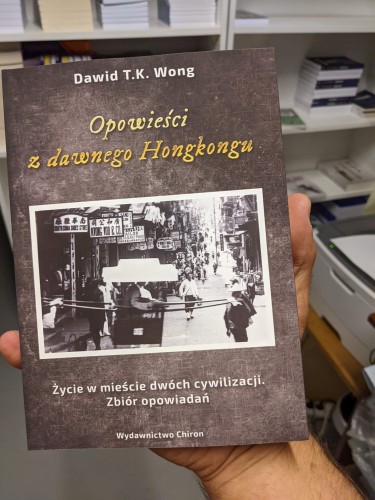 Dawid T.K. Wong
Opowieści
z dawnego Hongkongu
Życie w mieście dwóch cywilizacji.
Zbiór opowiadań
Wydawnictwo Chiron